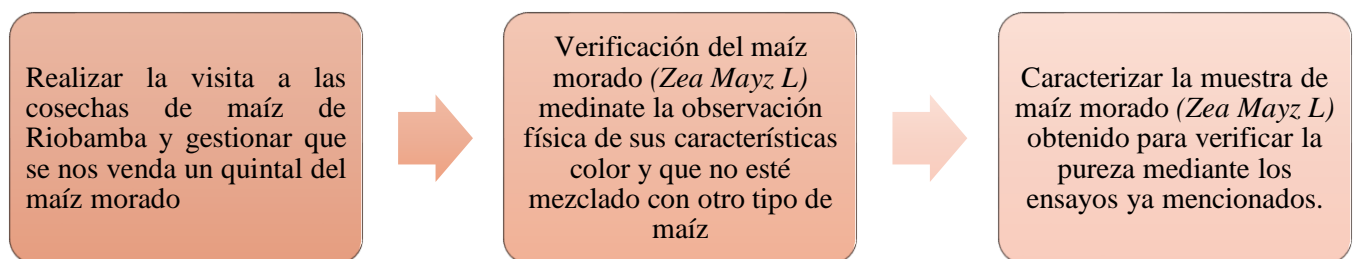 Realizar la visita a las
cosechas de maíz de
Riobamba y gestionar que
se nos venda un quintal del
maíz morado
Verificación del maíz
morado (Zea Mayz L)
medinate la observación
física de sus características
color y que no esté
mezclado con otro tipo de
maíz
Caracterizar la muestra de
maíz morado (Zea Mayz L)
obtenido para verificar la
pureza mediante los
ensayos ya mencionados.